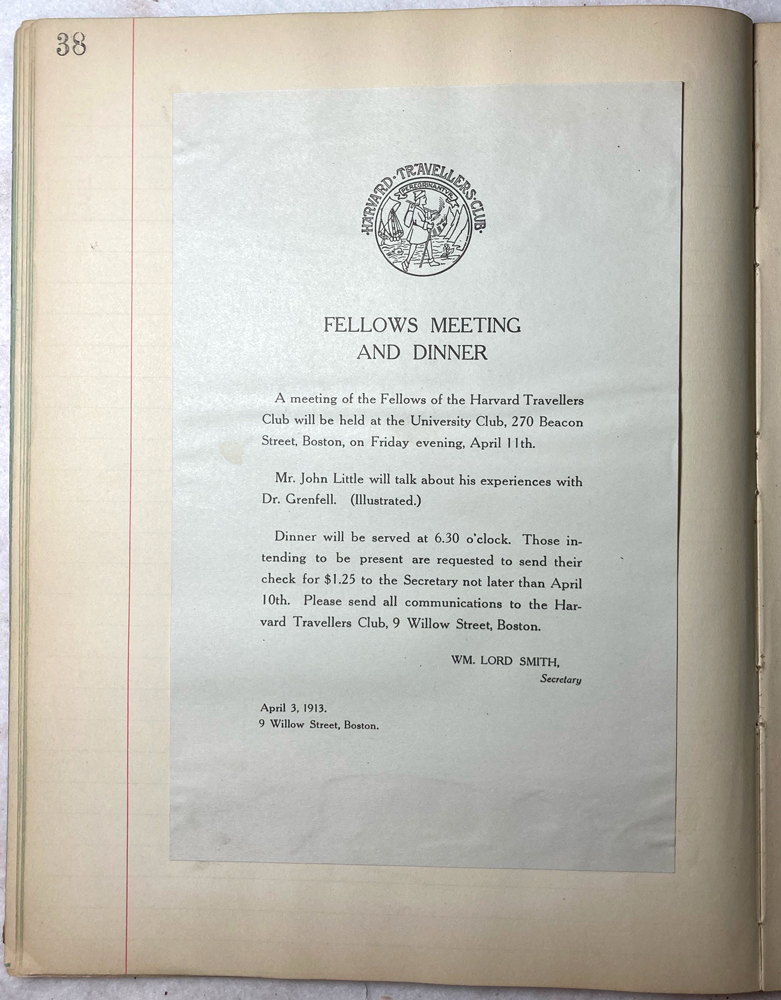 38
HARVARD·TRAVELLERS·CLUB·
PEREGRINANTVR
FELLOWS MEETING
AND DINNER
A meeting of the Fellows of the Harvard Travellers
Club will be held at the University Club, 270 Beacon
Street, Boston, on Friday evening, April 11th.
Mr. John Little will talk about his experiences with
Dr. Grenfell. (Illustrated.)
Dinner will be served at 6.30 o'clock. Those in-
tending to be present are requested to send their
check for $1.25 to the Secretary not later than April
10th. Please send all communications to the Har-
vard Travellers Club, 9 Willow Street, Boston.
WM. LORD SMITH,
Secretary
April 3, 1913.
9 Willow Street, Boston.